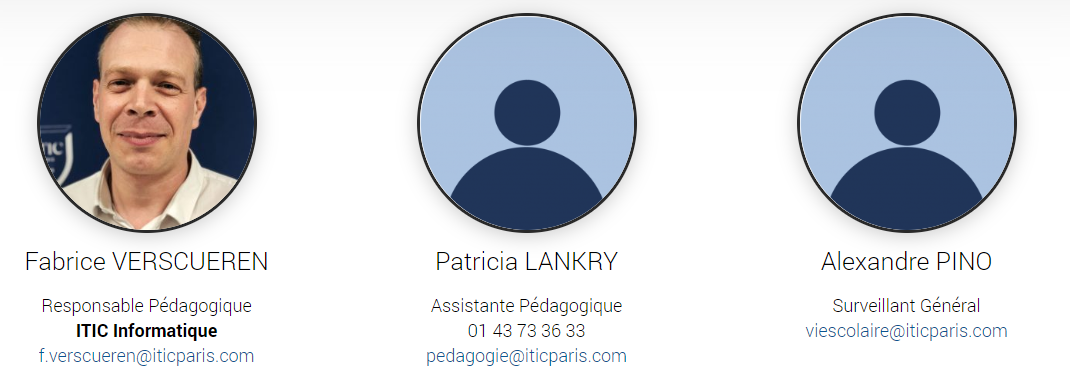 TIC
Fabrice VERSCUEREN
Responsable Pédagogique
ITIC Informatique
f.verscueren@iticparis.com
Patricia LANKRY
Assistante Pédagogique
01 43 73 36 33
pedagogie@iticparis.com
Alexandre PINO
Surveillant Général
viescolaire@iticparis.com